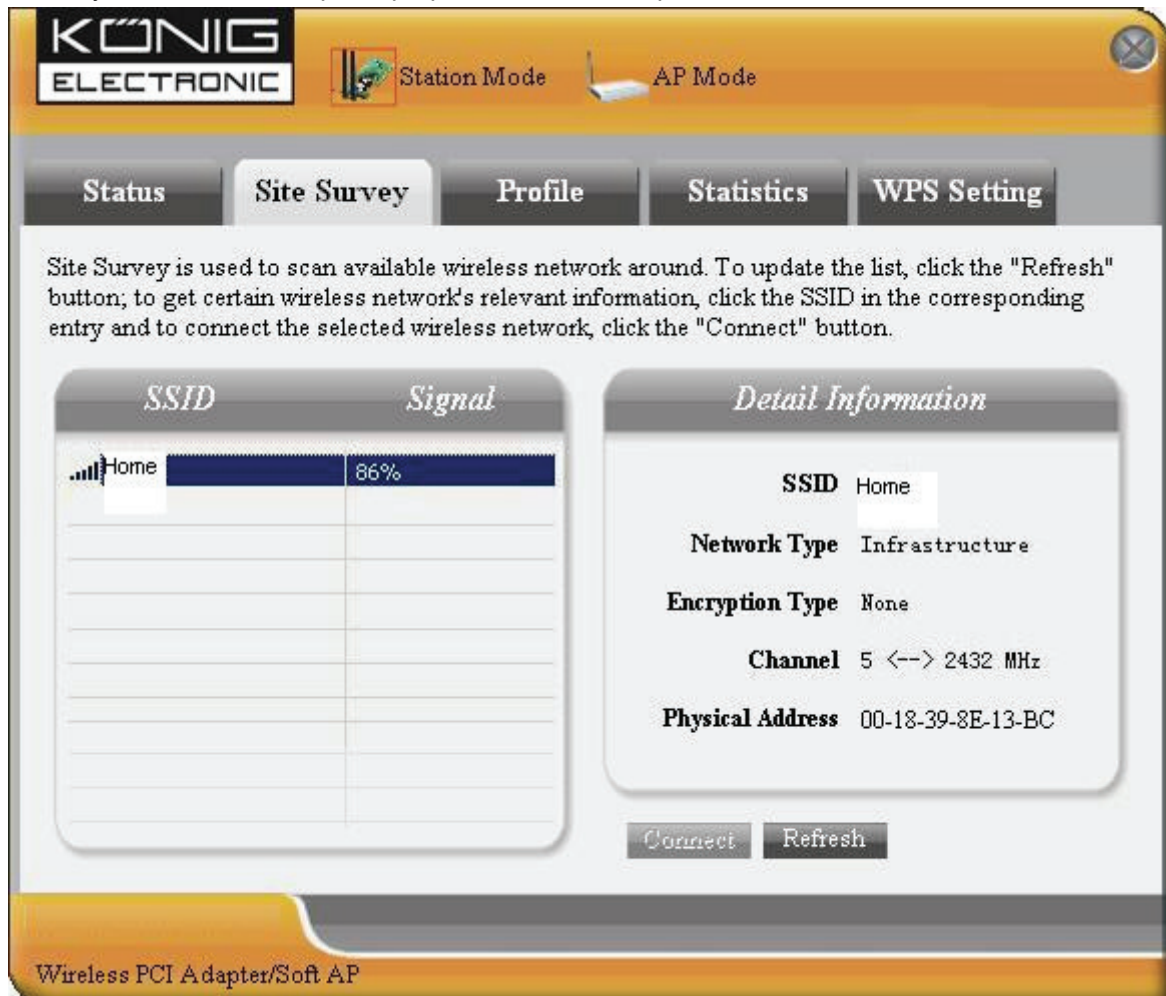 KÖNIG
ELECTRONIC
Station Mode
AP Mode
Status
Site Survey
Profile
Statistics
WPS Setting
Site Survey is used to scan available wireless network around. To update the list, click the "Refresh"
button; to get certain wireless network's relevant information, click the SSID in the corresponding
entry and to connect the selected wireless network, click the "Connect" button.
SSID
Signal
Home
86%
Detail Information
SSID Home
Network Type Infrastructure
Encryption Type None
Channel 5 <--> 2432 MHz
Physical Address 00-18-39-8E-13-BC
Connect
Refresh
Wireless PCI Adapter/Soft AP